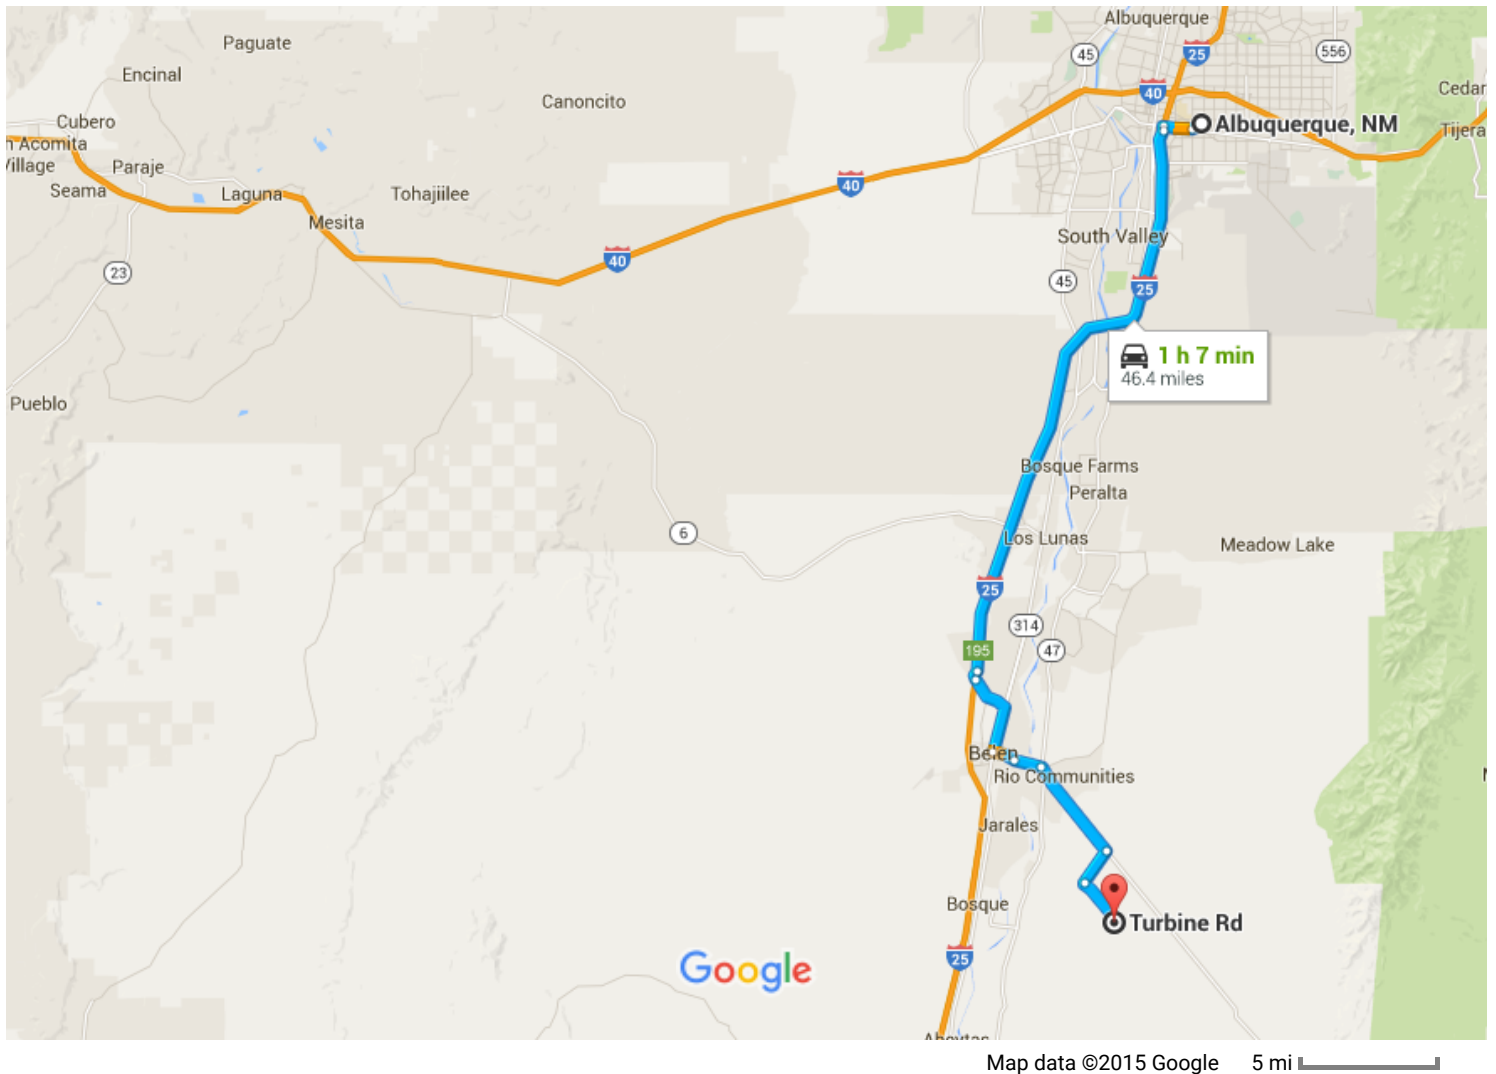 Albuquerque
Paguate
45
25
556
Encinal
40
Cedar
Canoncito
Cubero
Albuquerque, NM
n Acomita
Village
Tijera
Paraje
Seama
Laguna
Tohajiilee
40
Mesita
South Valley
40
23
45
25
1 h 7 min
46.4 miles
Pueblo
Bosque Farms
Peralta
6
Los Lunas
Meadow Lake
25
314
195
47
Belen
Rio Communities
Jarales
Bosque
Turbine Rd
25
Google
Abeytas
Map data ©2015 Google 5 mi